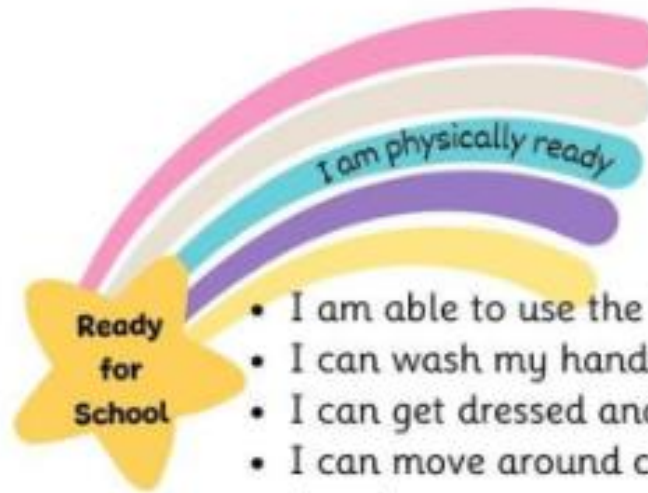 I am physically ready
Ready
for
School
• I am able to use the
• I can wash my hand
• I can get dressed and
• I can move around c